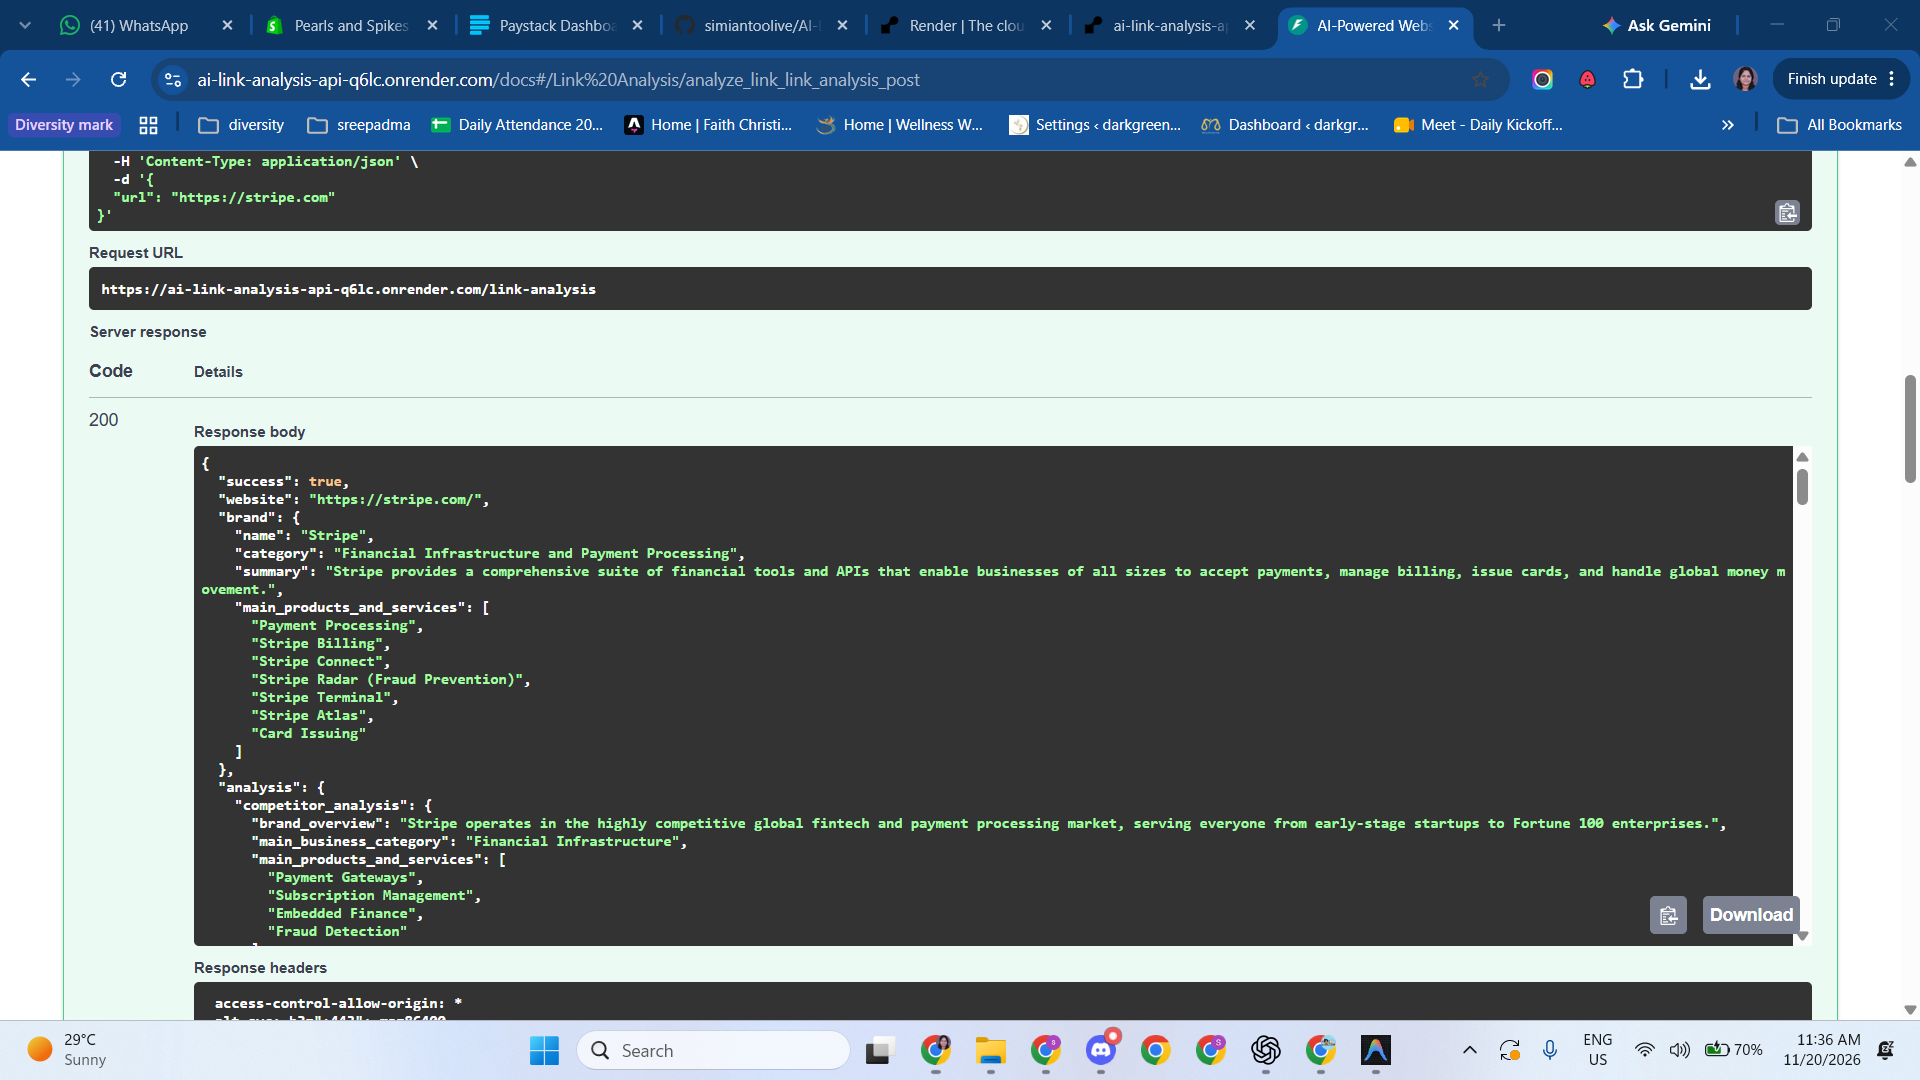 (41) WhatsApp
Pearls and Spikes
Paystack Dashboa
simiantoolive/AI-
Render | The clou
ai-link-analysis-a
AI-Powered Webs
Ask Gemini
ai-link-analysis-api-q6lc.onrender.com/docs#/Link%20Analysis/analyze_link_link_analysis_post
Finish update
Diversity mark
diversity
sreepadma
Daily Attendance 20...
Home | Faith Christi...
Home | Wellness W...
Settings ‹ darkgreen...
Dashboard ‹ darkgr...
Meet - Daily Kickoff...
»
All Bookmarks
-H 'Content-Type: application/json' \
-d '{
"url": "https://stripe.com"
}'
Request URL
https://ai-link-analysis-api-q6lc.onrender.com/link-analysis
Server response
Code Details
200
Response body
{
"success": true,
"website": "https://stripe.com/",
"brand": {
"name": "Stripe",
"category": "Financial Infrastructure and Payment Processing",
"summary": "Stripe provides a comprehensive suite of financial tools and APIs that enable businesses of all sizes to accept payments, manage billing, issue cards, and handle global money m
ovement.",
"main_products_and_services": [
"Payment Processing",
"Stripe Billing",
"Stripe Connect",
"Stripe Radar (Fraud Prevention)",
"Stripe Terminal",
"Stripe Atlas",
"Card Issuing"
]
},
"analysis": {
"competitor_analysis": {
"brand_overview": "Stripe operates in the highly competitive global fintech and payment processing market, serving everyone from early-stage startups to Fortune 100 enterprises.",
"main_business_category": "Financial Infrastructure",
"main_products_and_services": [
"Payment Gateways",
"Subscription Management",
"Embedded Finance",
"Fraud Detection"
Download
Response headers
access-control-allow-origin: *
29°C
Sunny
Search
ENG
US
70%
11:36 AM
11/20/2026